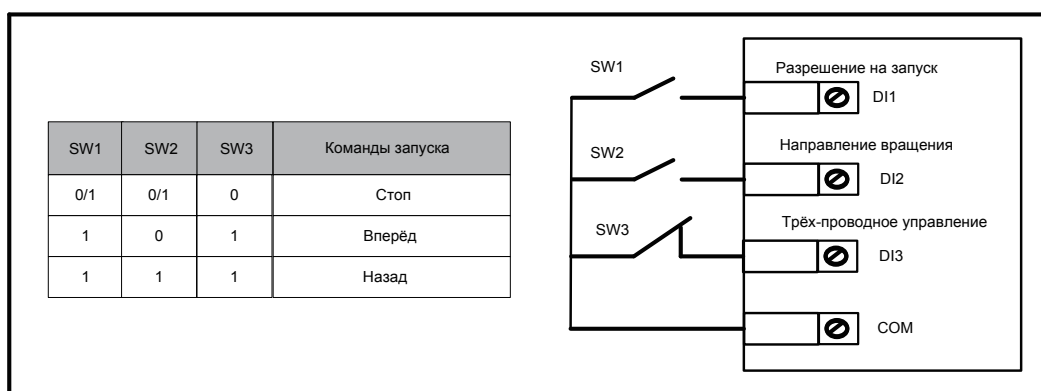 SW1 SW2 SW3 Команды запуска
0/1 0/1 0 Стоп
1 0 1 Вперёд
1 1 1 Назад
SW1
Разрешение на запуск
DI1
SW2
Направление вращения
DI2
SW3
Трёх-проводное управление
DI3
COM